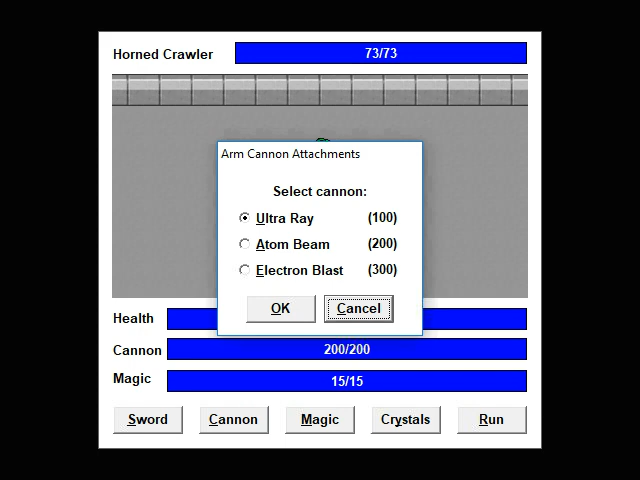 Horned Crawler 73/73
Arm Cannon Attachments
Select cannon:
Ultra Ray (100)
Atom Beam (200)
Electron Blast (300)
OK Cancel
Health
Cannon 200/200
Magic 15/15
Sword Cannon Magic Crystals Run